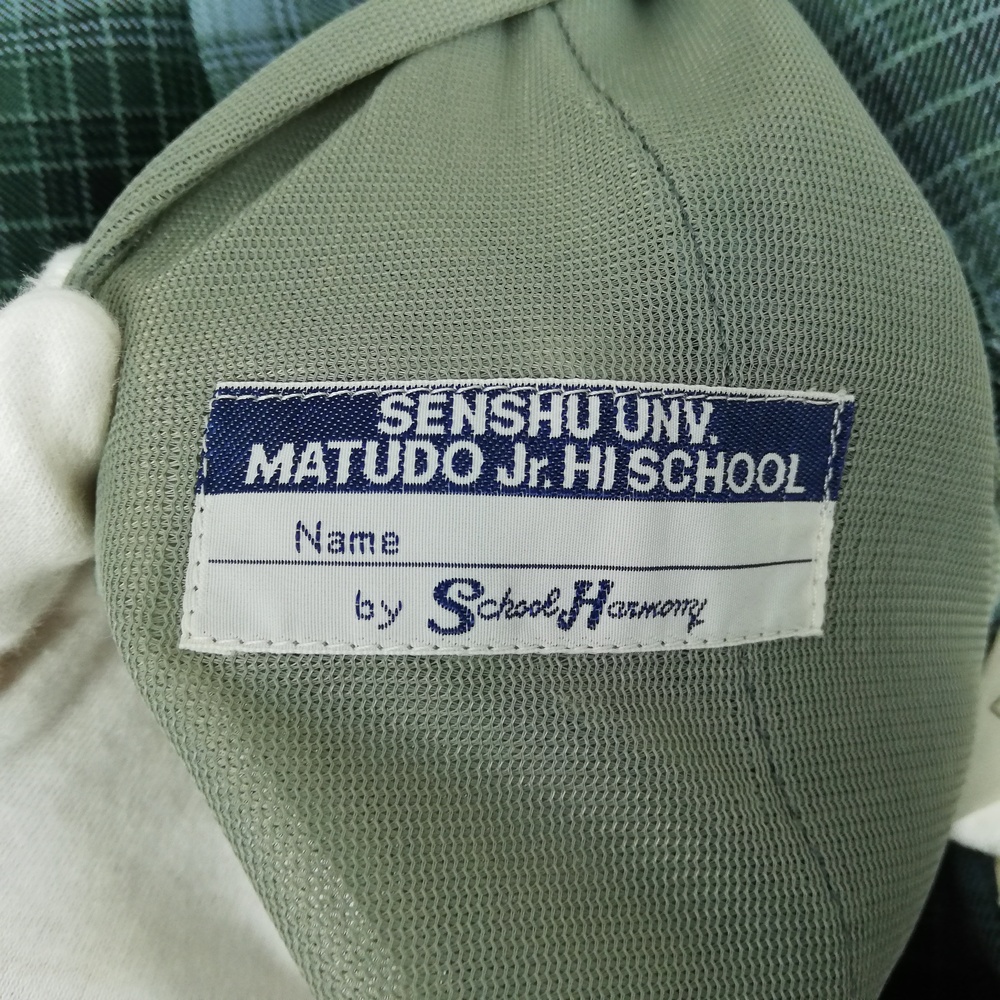 SENSHU UNV.
MATUDO Jr. HI SCHOOL
Name
by School Harmony